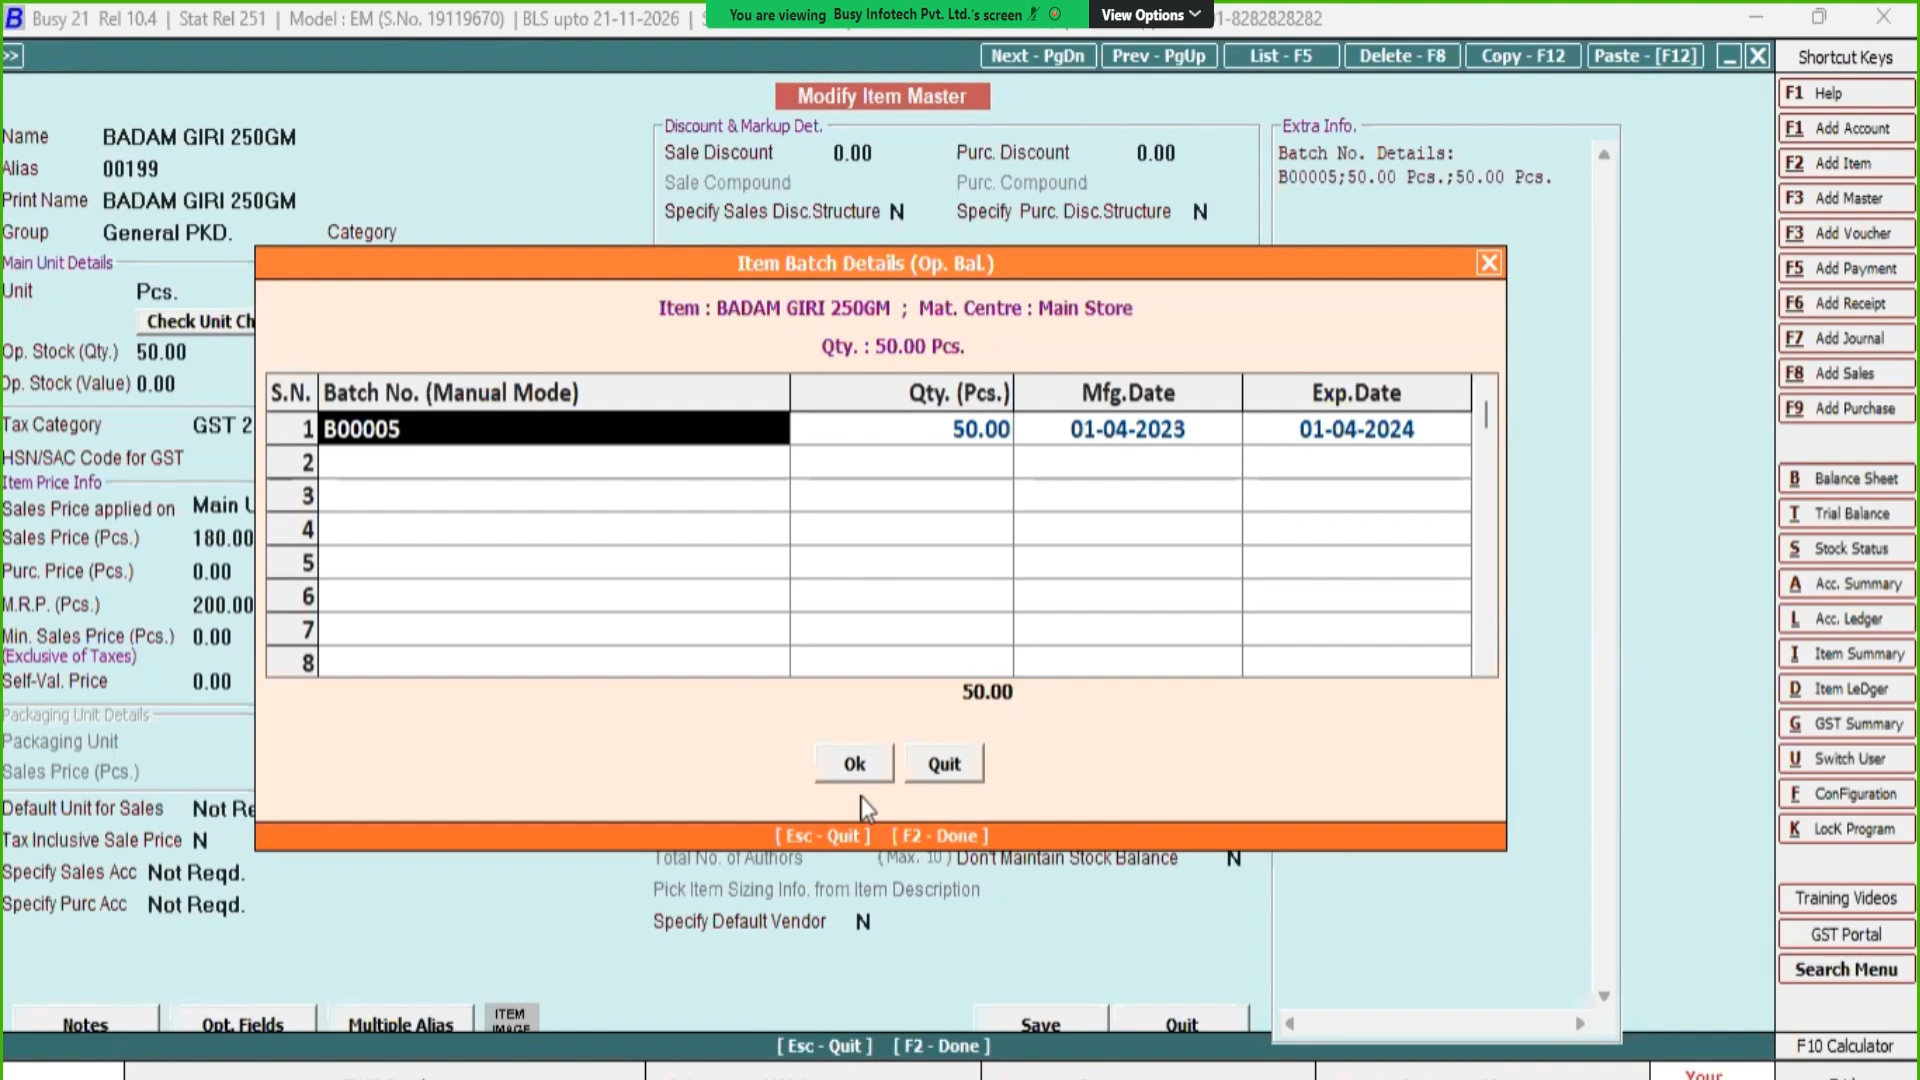 Busy 21 Rel 10.4 | Stat Rel 251 | Model : EM (S.No. 19119670) | BLS upto 21-11-2026 |
You are viewing Busy Infotech Pvt. Ltd.'s screen
View Options
1-8282828282
>>
Next - PgDn
Prev - PgUp
List - F5
Delete - F8
Copy - F12
Paste - [F12]
Shortcut Keys
Modify Item Master
Name BADAM GIRI 250GM
Alias 00199
Print Name BADAM GIRI 250GM
Group General PKD. Category
Main Unit Details
Unit Pcs.
Check Unit Ch
Op. Stock (Qty.) 50.00
Op. Stock (Value) 0.00
Tax Category GST 2
HSN/SAC Code for GST
Item Price Info
Sales Price applied on Main U
Sales Price (Pcs.) 180.00
Purc. Price (Pcs.) 0.00
M.R.P. (Pcs.) 200.00
Min. Sales Price (Pcs.) 0.00
(Exclusive of Taxes)
Self-Val. Price 0.00
Packaging Unit Details
Packaging Unit
Sales Price (Pcs.)
Default Unit for Sales Not Re
Tax Inclusive Sale Price N
Specify Sales Acc Not Reqd.
Specify Purc Acc Not Reqd.
Discount & Markup Det.
Sale Discount 0.00 Purc. Discount 0.00
Sale Compound Purc. Compound
Specify Sales Disc.Structure N Specify Purc. Disc.Structure N
Extra Info.
Batch No. Details:
B00005;50.00 Pcs.;50.00 Pcs.
Item Batch Details (Op. Bal.)
Item : BADAM GIRI 250GM ; Mat. Centre : Main Store
Qty. : 50.00 Pcs.
S.N. Batch No. (Manual Mode) Qty. (Pcs.) Mfg.Date Exp.Date
1 B00005 50.00 01-04-2023 01-04-2024
2
3
4
5
6
7
8
50.00
Ok
Quit
[ Esc - Quit ] [ F2 - Done ]
Total No. of Authors (Max. 10) Don't Maintain Stock Balance N
Pick Item Sizing Info. from Item Description
Specify Default Vendor N
Notes
Opt. Fields
Multiple Alias
ITEM
IMAGE
Save
Quit
[ Esc - Quit ] [ F2 - Done ]
F1 Help
F1 Add Account
F2 Add Item
F3 Add Master
F3 Add Voucher
F5 Add Payment
F6 Add Receipt
F7 Add Journal
F8 Add Sales
F9 Add Purchase
B Balance Sheet
T Trial Balance
S Stock Status
A Acc. Summary
L Acc. Ledger
I Item Summary
D Item LeDger
G GST Summary
U Switch User
F ConFiguration
K LocK Program
Training Videos
GST Portal
Search Menu
F10 Calculator
Your